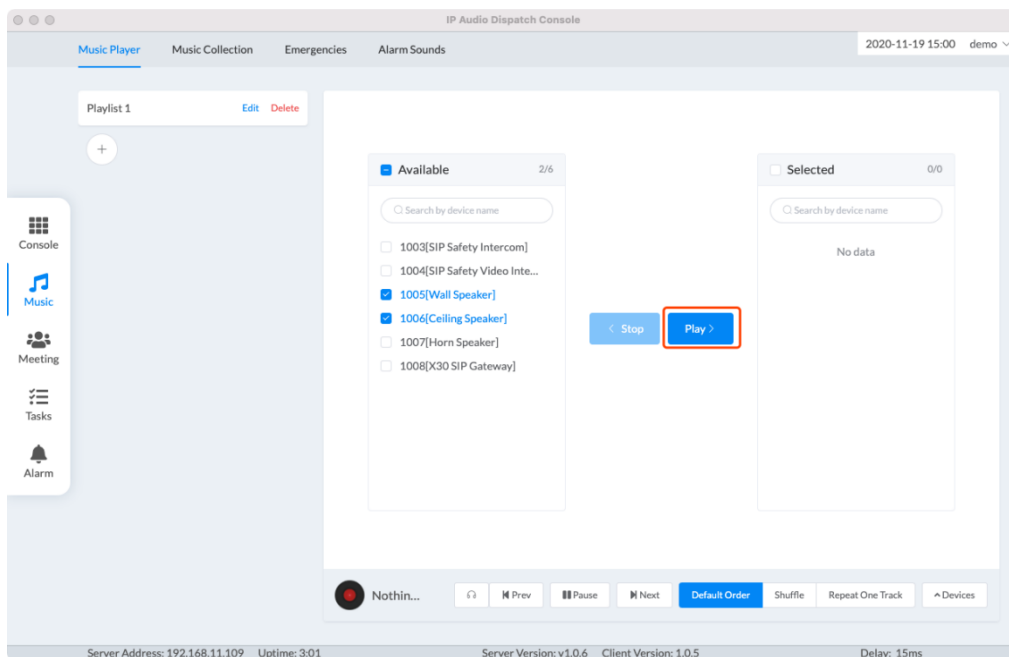 IP Audio Dispatch Console
Music Player Music Collection Emergencies Alarm Sounds 2020-11-19 15:00 demo
Playlist 1 Edit Delete
Console
Music
Meeting
Tasks
Alarm
Available 2/6
Search by device name
1003[SIP Safety Intercom]
1004[SIP Safety Video Inte...
1005[Wall Speaker]
1006[Ceiling Speaker]
1007[Horn Speaker]
1008[X30 SIP Gateway]
< Stop Play >
Selected 0/0
Search by device name
No data
Nothin... Prev Pause Next Default Order Shuffle Repeat One Track Devices
Server Address: 192.168.11.109 Uptime: 3:01 Server Version: v1.0.6 Client Version: 1.0.5 Delay: 15ms